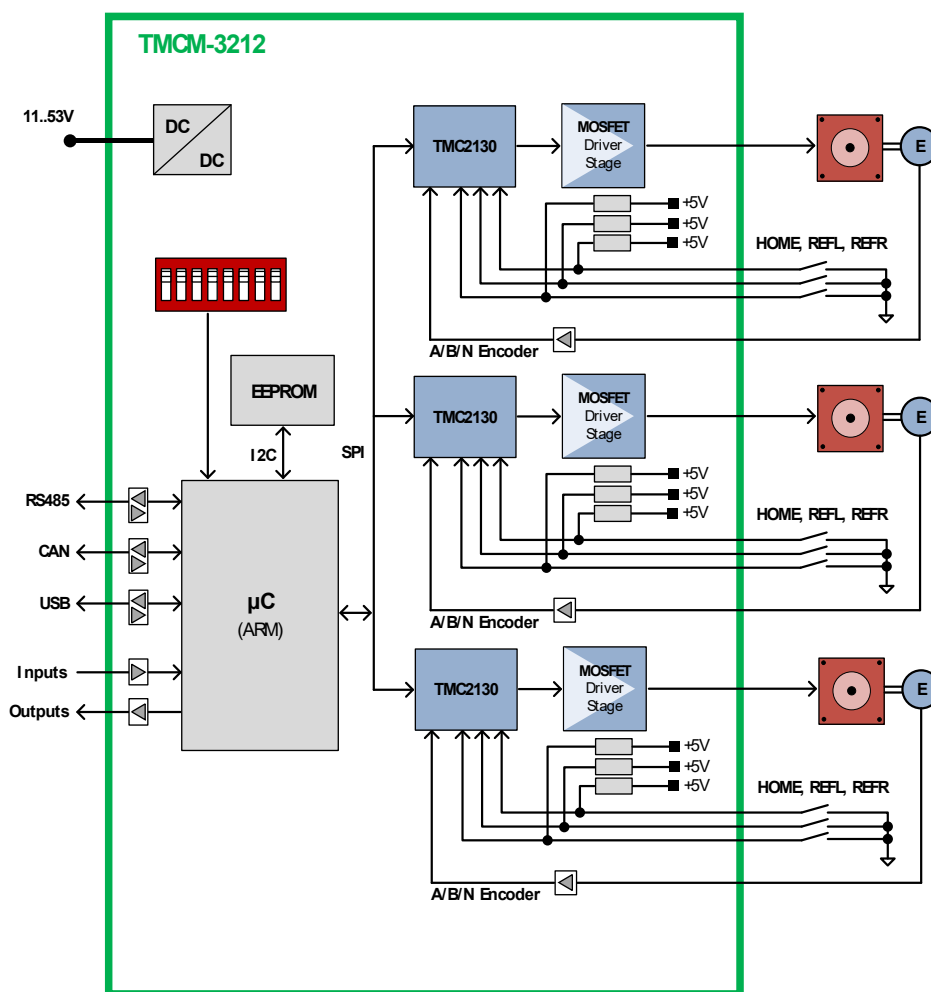 TMCM-3212
11..53V
DC
DC
TMC2130
MOSFET
Driver
Stage
E
+5V
+5V
+5V
HOME, REFL, REFR
A/B/N Encoder
EEPROM
I2C
SPI
TMC2130
MOSFET
Driver
Stage
E
+5V
+5V
+5V
HOME, REFL, REFR
A/B/N Encoder
RS485
CAN
USB
Inputs
Outputs
µC
(ARM)
TMC2130
MOSFET
Driver
Stage
E
+5V
+5V
+5V
HOME, REFL, REFR
A/B/N Encoder